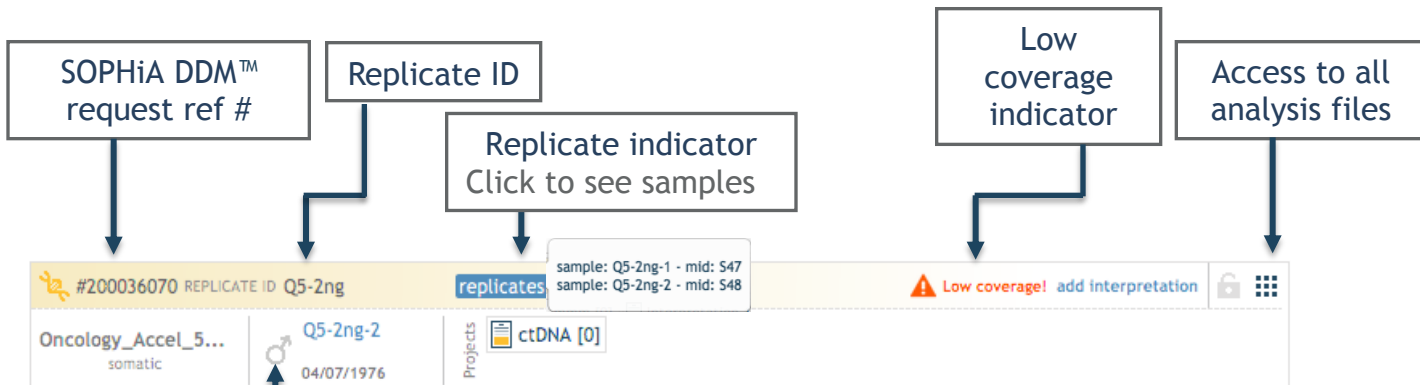 SOPHiA DDM™
request ref #
Replicate ID
Replicate indicator
Click to see samples
Low
coverage
indicator
Access to all
analysis files
#200036070 REPLICATE ID Q5-2ng
replicates
sample: Q5-2ng-1 - mid: S47
sample: Q5-2ng-2 - mid: S48
Low coverage! add interpretation
Oncology_Accel_5...
somatic
Q5-2ng-2
04/07/1976
Projects
ctDNA [0]